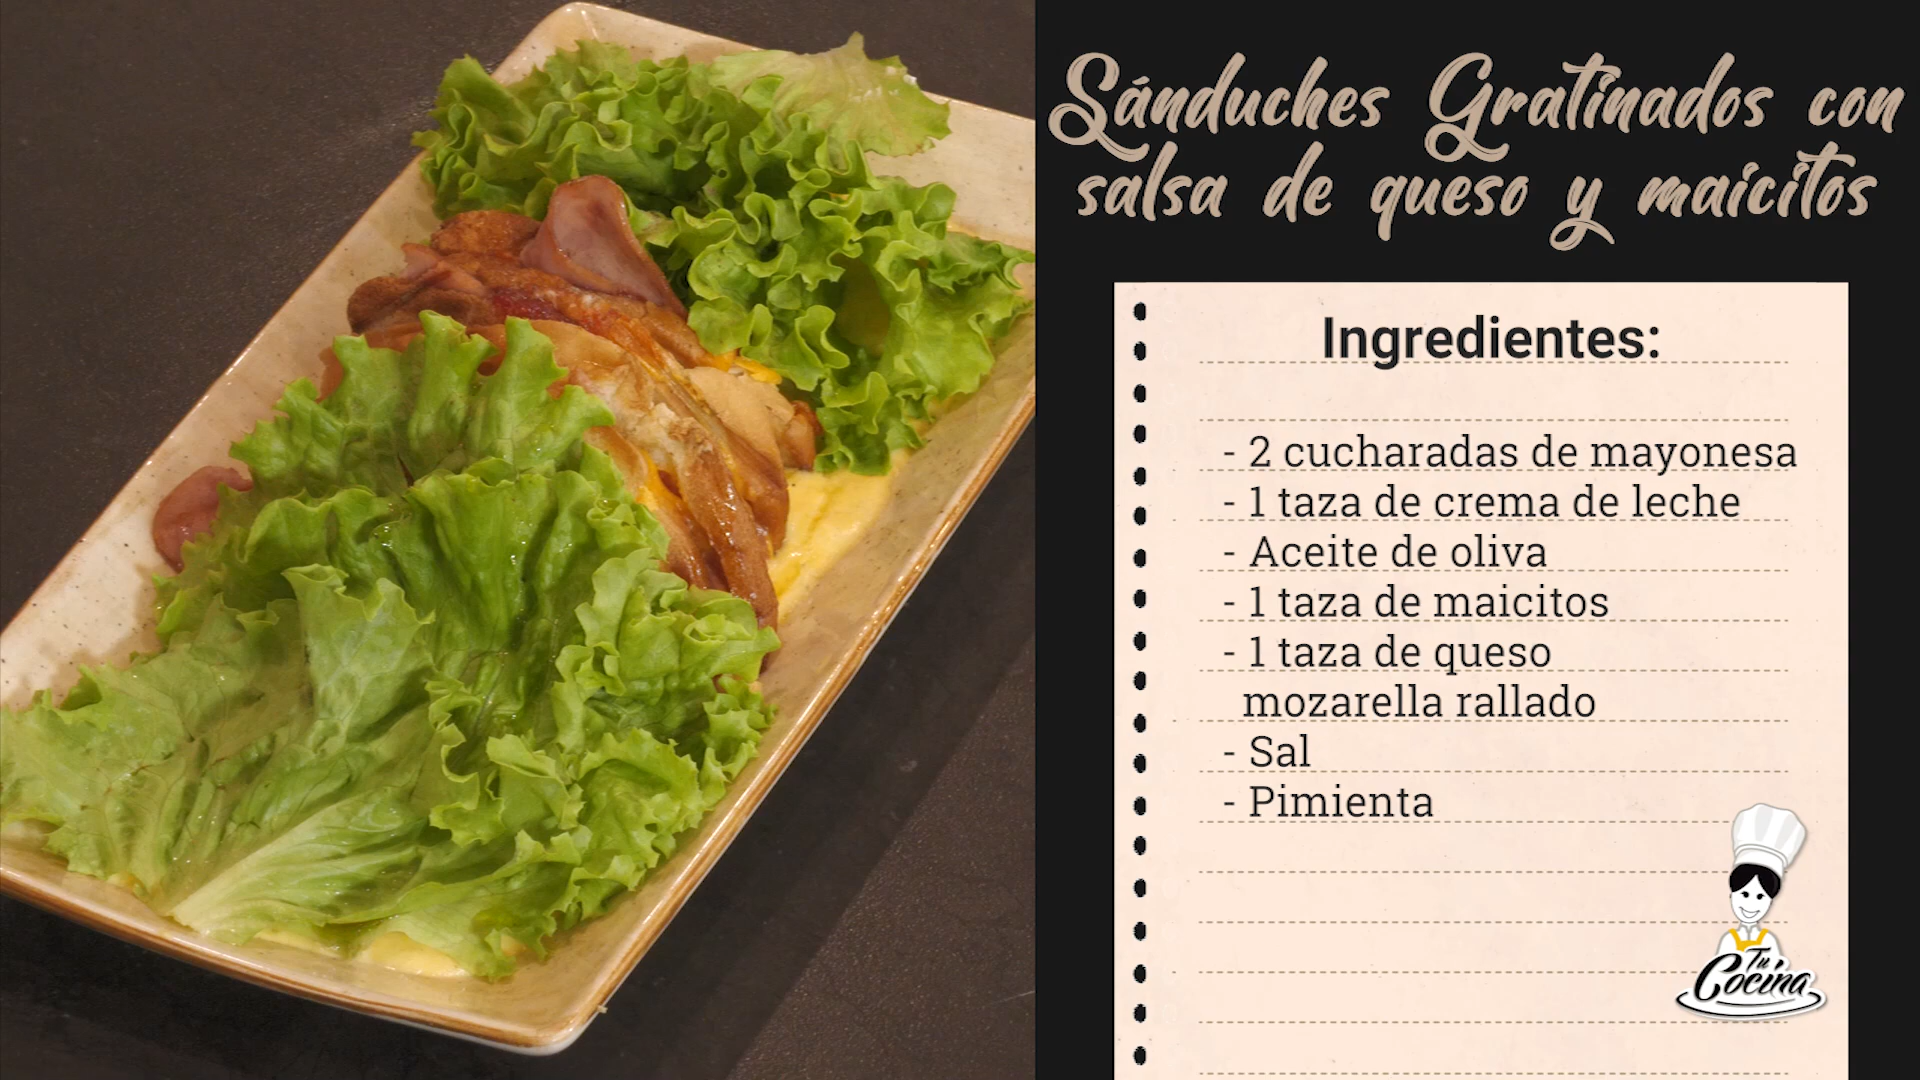 Sánduches Gratinados con
salsa de queso y maicitos
Ingredientes:
- 2 cucharadas de mayonesa
- 1 taza de crema de leche
- Aceite de oliva
- 1 taza de maicitos
- 1 taza de queso
mozarella rallado
- Sal
- Pimienta
Tu
Cocina